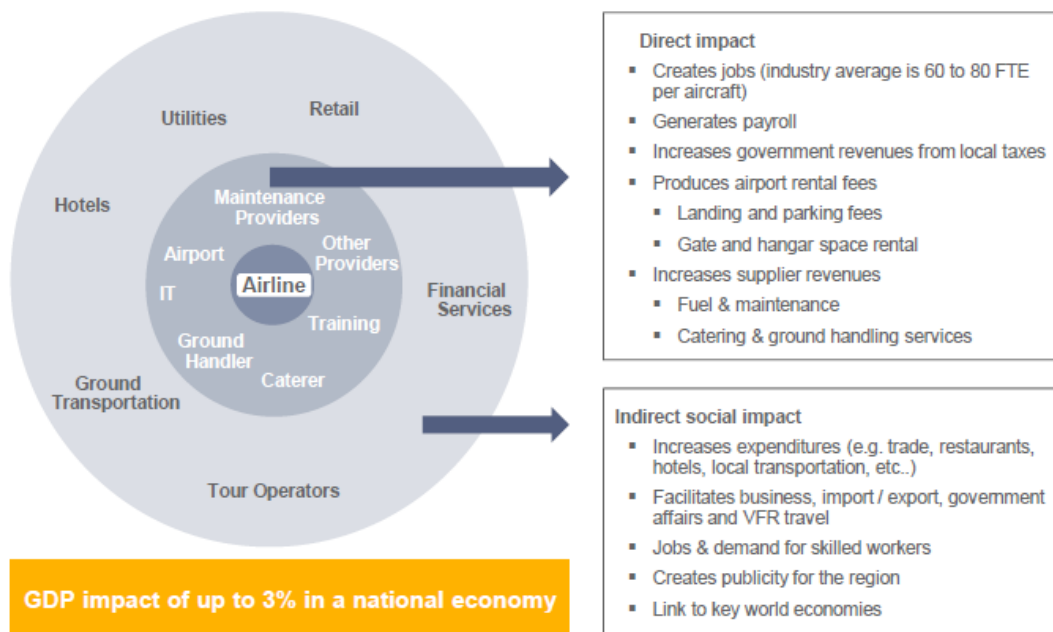 Utilities
Retail
Hotels
Maintenance
Providers
Airport
Other
Providers
IT
Airline
Financial
Services
Training
Ground
Handler
Caterer
Ground
Transportation
Tour Operators
GDP impact of up to 3% in a national economy
Direct impact
▪ Creates jobs (industry average is 60 to 80 FTE
per aircraft)
▪ Generates payroll
▪ Increases government revenues from local taxes
▪ Produces airport rental fees
▪ Landing and parking fees
▪ Gate and hangar space rental
▪ Increases supplier revenues
▪ Fuel & maintenance
▪ Catering & ground handling services
Indirect social impact
▪ Increases expenditures (e.g. trade, restaurants,
hotels, local transportation, etc..)
▪ Facilitates business, import / export, government
affairs and VFR travel
▪ Jobs & demand for skilled workers
▪ Creates publicity for the region
▪ Link to key world economies